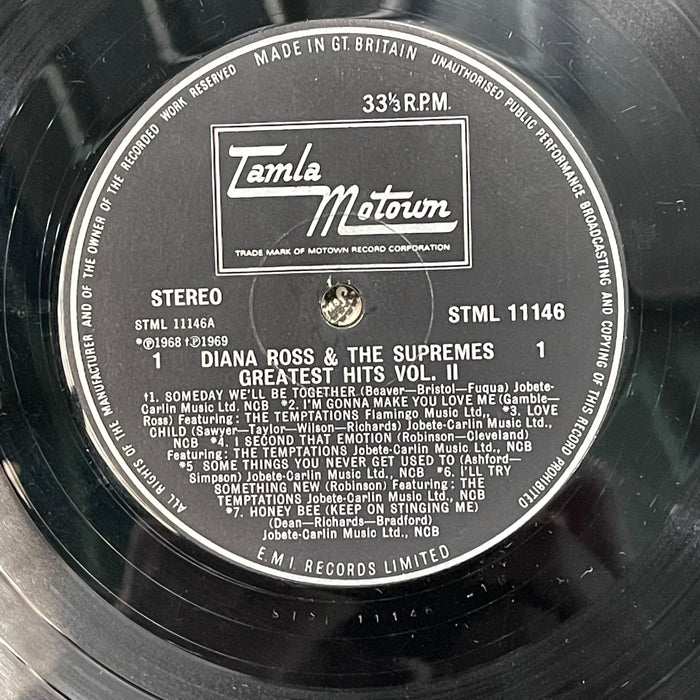 MADE IN GT. BRITAIN
UNAUTHORISED PUBLIC PERFORMANCE BROADCASTING AND COPYING OF THIS RECORD PROHIBITED
ALL RIGHTS OF THE MANUFACTURER AND OF THE OWNER OF THE RECORDED WORK RESERVED
33⅓ R.P.M.
Tamla
Motown
TRADE MARK OF MOTOWN RECORD CORPORATION
STEREO
STML 11146
STML 11146A
*℗1968 †℗1969
1 DIANA ROSS & THE SUPREMES 1
GREATEST HITS VOL. II
†1. SOMEDAY WE'LL BE TOGETHER (Beaver—Bristol—Fuqua) Jobete-
Carlin Music Ltd. NCB *2. I'M GONNA MAKE YOU LOVE ME (Gamble—
Ross) Featuring: THE TEMPTATIONS Flamingo Music Ltd., *3. LOVE
CHILD (Sawyer—Taylor—Wilson—Richards) Jobete-Carlin Music Ltd.,
NCB *4. I SECOND THAT EMOTION (Robinson—Cleveland)
Featuring: THE TEMPTATIONS Jobete-Carlin Music Ltd., NCB
*5 SOME THINGS YOU NEVER GET USED TO (Ashford—
Simpson) Jobete-Carlin Music Ltd., NCB *6. I'LL TRY
SOMETHING NEW (Robinson) Featuring: THE
TEMPTATIONS Jobete-Carlin Music Ltd., NCB
*7. HONEY BEE (KEEP ON STINGING ME)
(Dean—Richards—Bradford)
Jobete-Carlin Music Ltd., NCB
E.M.I. RECORDS LIMITED